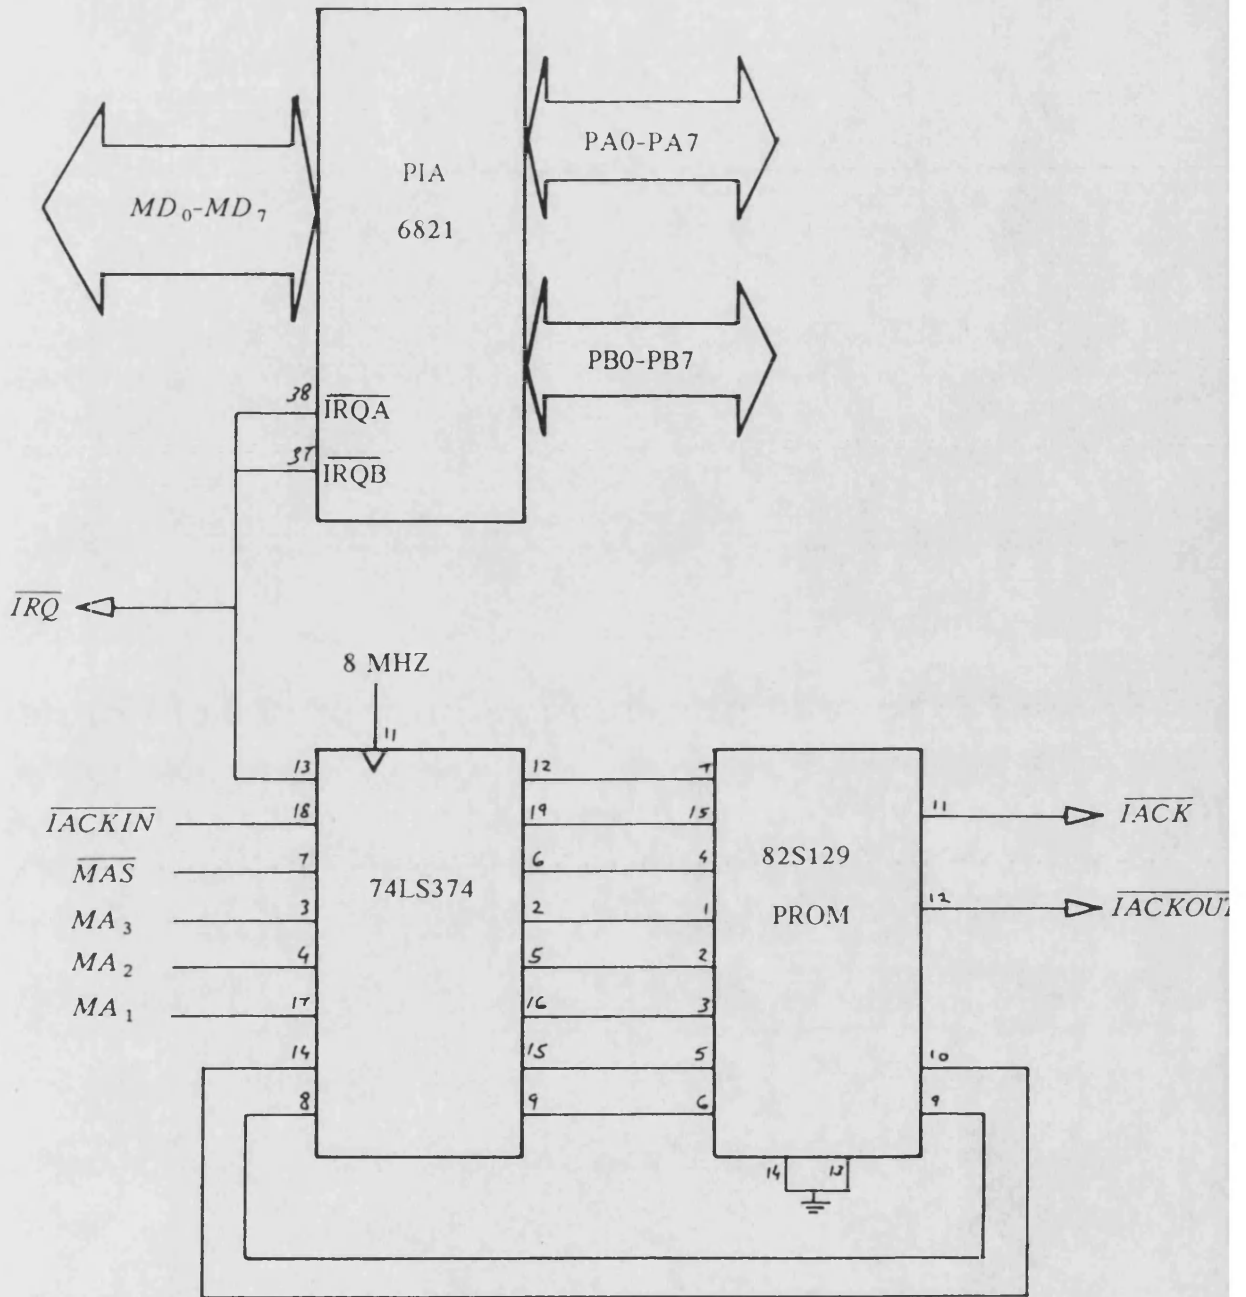 PA0-PA7
PIA
6821
MD₀-MD₇
PB0-PB7
38
IRQA
37
IRQB
IRQ
8 MHZ
11
13 12 7
IACKIN 18 19 15 11 IACK
MAS 7 6 4 82S129
74LS374
MA₃ 3 2 1 PROM 12 IACKOUT
MA₂ 4 5 2
MA₁ 17 16 3
14 15 5 10
8 9 6 9
14 13